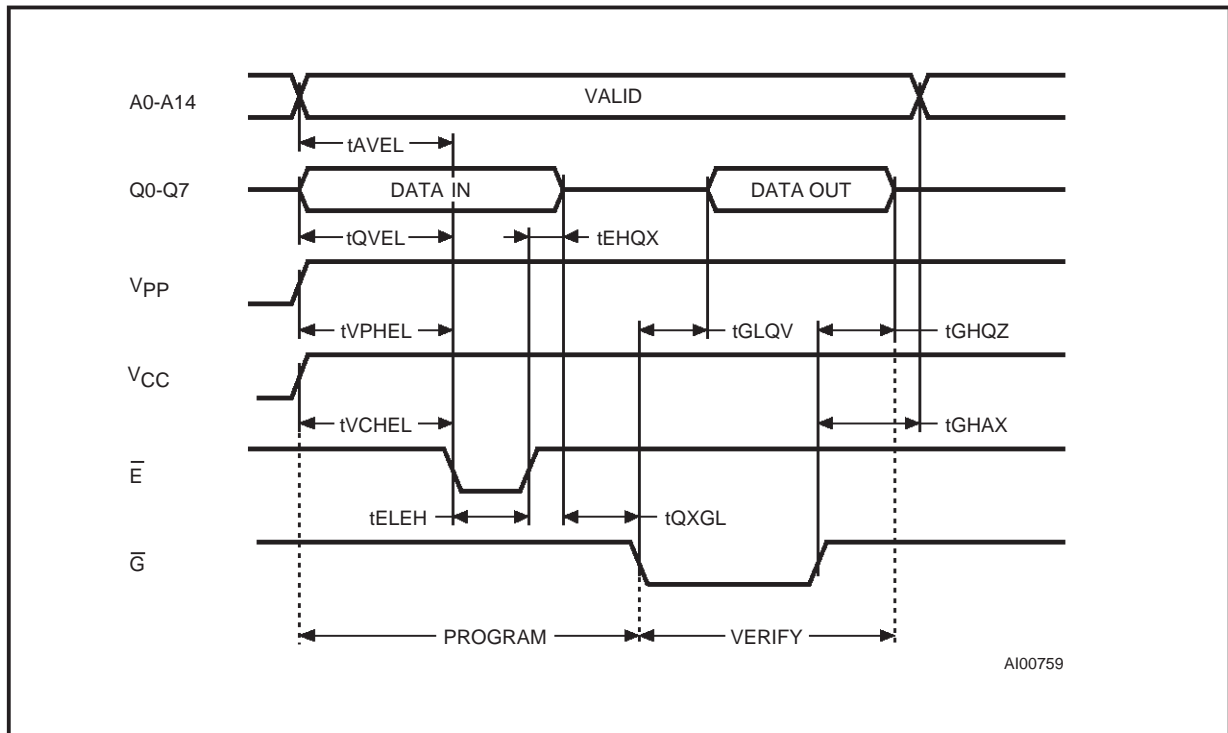 A0-A14
VALID
tAVEL
Q0-Q7
DATA IN
DATA OUT
tQVEL
tEHQX
VPP
tVPHEL
tGLQV
tGHQZ
VCC
tVCHEL
tGHAX
E̅
tELEH
tQXGL
G̅
PROGRAM
VERIFY
AI00759